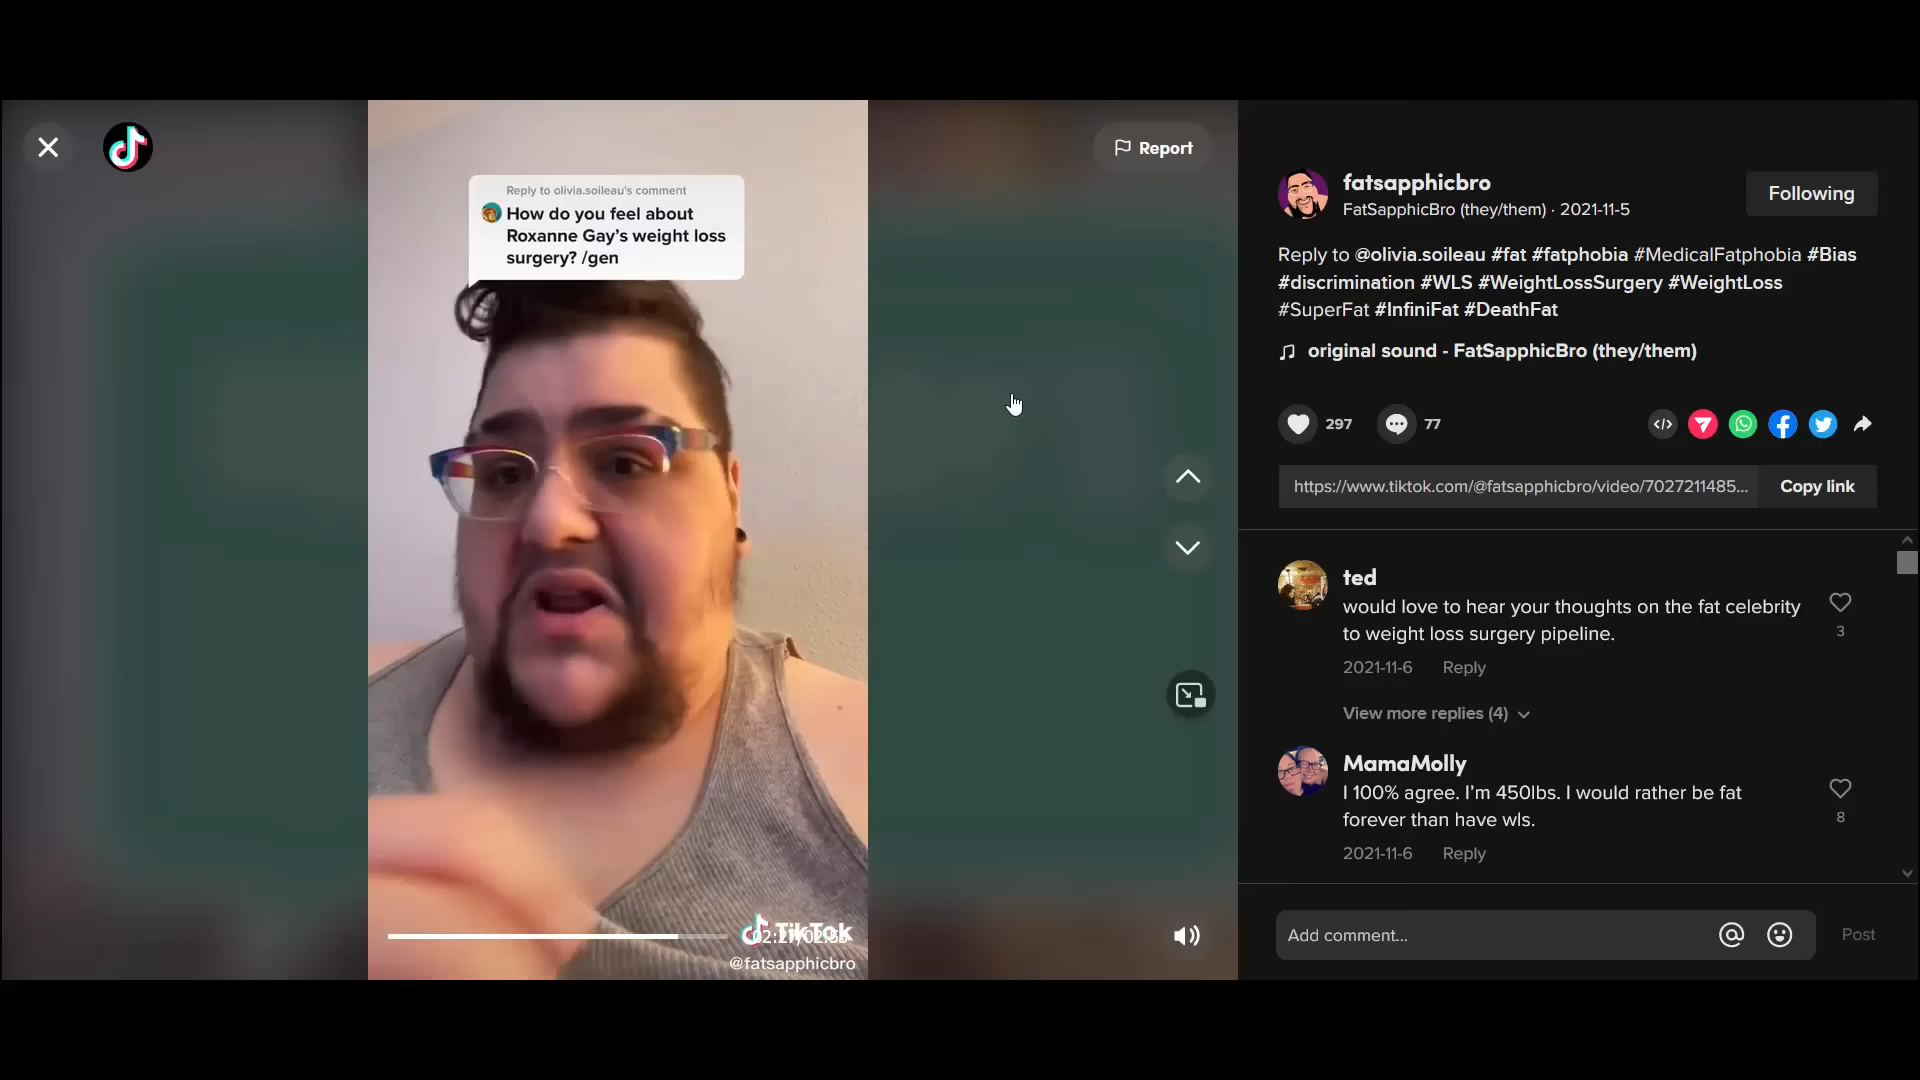 Reply to olivia.soileau's comment
How do you feel about
Roxanne Gay's weight loss
surgery? /gen
Report
TikTok
@fatsapphicbro
fatsapphicbro
FatSapphicBro (they/them) · 2021-11-5
Following
Reply to @olivia.soileau #fat #fatphobia #MedicalFatphobia #Bias
#discrimination #WLS #WeightLossSurgery #WeightLoss
#SuperFat #InfiniFat #DeathFat
original sound - FatSapphicBro (they/them)
297
77
https://www.tiktok.com/@fatsapphicbro/video/7027211485...
Copy link
ted
would love to hear your thoughts on the fat celebrity
to weight loss surgery pipeline.
3
2021-11-6 Reply
View more replies (4)
MamaMolly
I 100% agree. I'm 450lbs. I would rather be fat
forever than have wls.
8
2021-11-6 Reply
Add comment...
Post